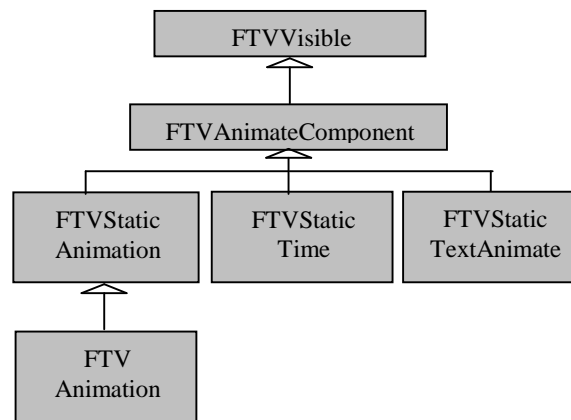 FTVVisible
FTVAnimateComponent
FTVStatic
Animation
FTVStatic
Time
FTVStatic
TextAnimate
FTV
Animation